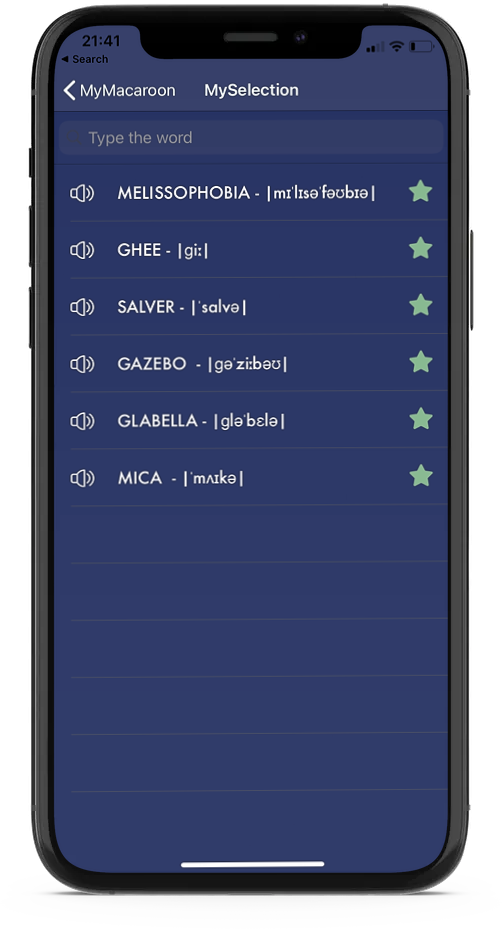 21:41
◂ Search
MyMacaroon MySelection
Type the word
MELISSOPHOBIA - |mɪˈlɪsəˈfəʊbɪə|
GHEE - |giː|
SALVER - |ˈsalvə|
GAZEBO - |gəˈziːbəʊ|
GLABELLA - |gləˈbɛlə|
MICA - |ˈmʌɪkə|